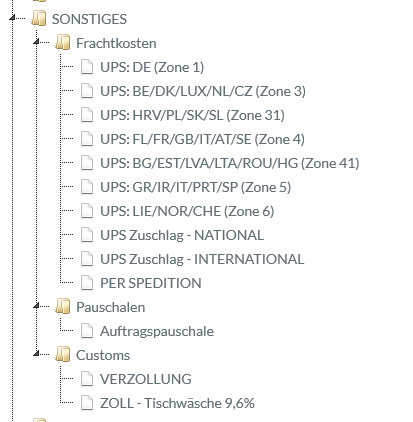 SONSTIGES
Frachtkosten
UPS: DE (Zone 1)
UPS: BE/DK/LUX/NL/CZ (Zone 3)
UPS: HRV/PL/SK/SL (Zone 31)
UPS: FL/FR/GB/IT/AT/SE (Zone 4)
UPS: BG/EST/LVA/LTA/ROU/HG (Zone 41)
UPS: GR/IR/IT/PRT/SP (Zone 5)
UPS: LIE/NOR/CHE (Zone 6)
UPS Zuschlag - NATIONAL
UPS Zuschlag - INTERNATIONAL
PER SPEDITION
Pauschalen
Auftragspauschale
Customs
VERZOLLUNG
ZOLL - Tischwäsche 9,6%